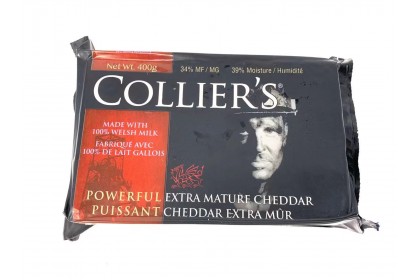 Net Wt. 400g 34% MF / MG 39% Moisture / Humidité
COLLIER'S
MADE WITH
100% WELSH MILK
FABRIQUÉ AVEC
100% DE LAIT GALLOIS
POWERFUL EXTRA MATURE CHEDDAR
PUISSANT CHEDDAR EXTRA MÛR